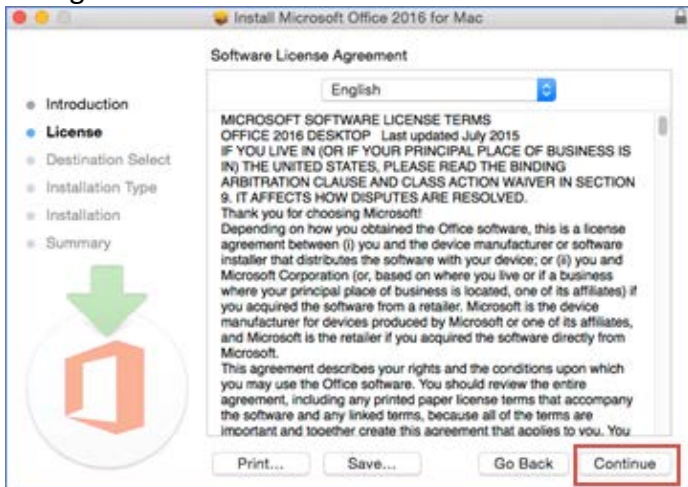 Install Microsoft Office 2016 for Mac
Software License Agreement
English
Introduction
License
Destination Select
Installation Type
Installation
Summary
MICROSOFT SOFTWARE LICENSE TERMS
OFFICE 2016 DESKTOP Last updated July 2015
IF YOU LIVE IN (OR IF YOUR PRINCIPAL PLACE OF BUSINESS IS
IN) THE UNITED STATES, PLEASE READ THE BINDING
ARBITRATION CLAUSE AND CLASS ACTION WAIVER IN SECTION
9. IT AFFECTS HOW DISPUTES ARE RESOLVED.
Thank you for choosing Microsoft!
Depending on how you obtained the Office software, this is a license
agreement between (i) you and the device manufacturer or software
installer that distributes the software with your device; or (ii) you and
Microsoft Corporation (or, based on where you live or if a business
where your principal place of business is located, one of its affiliates) if
you acquired the software from a retailer. Microsoft is the device
manufacturer for devices produced by Microsoft or one of its affiliates,
and Microsoft is the retailer if you acquired the software directly from
Microsoft.
This agreement describes your rights and the conditions upon which
you may use the Office software. You should review the entire
agreement, including any printed paper license terms that accompany
the software and any linked terms, because all of the terms are
important and together create this agreement that applies to you. You
Print...
Save...
Go Back
Continue